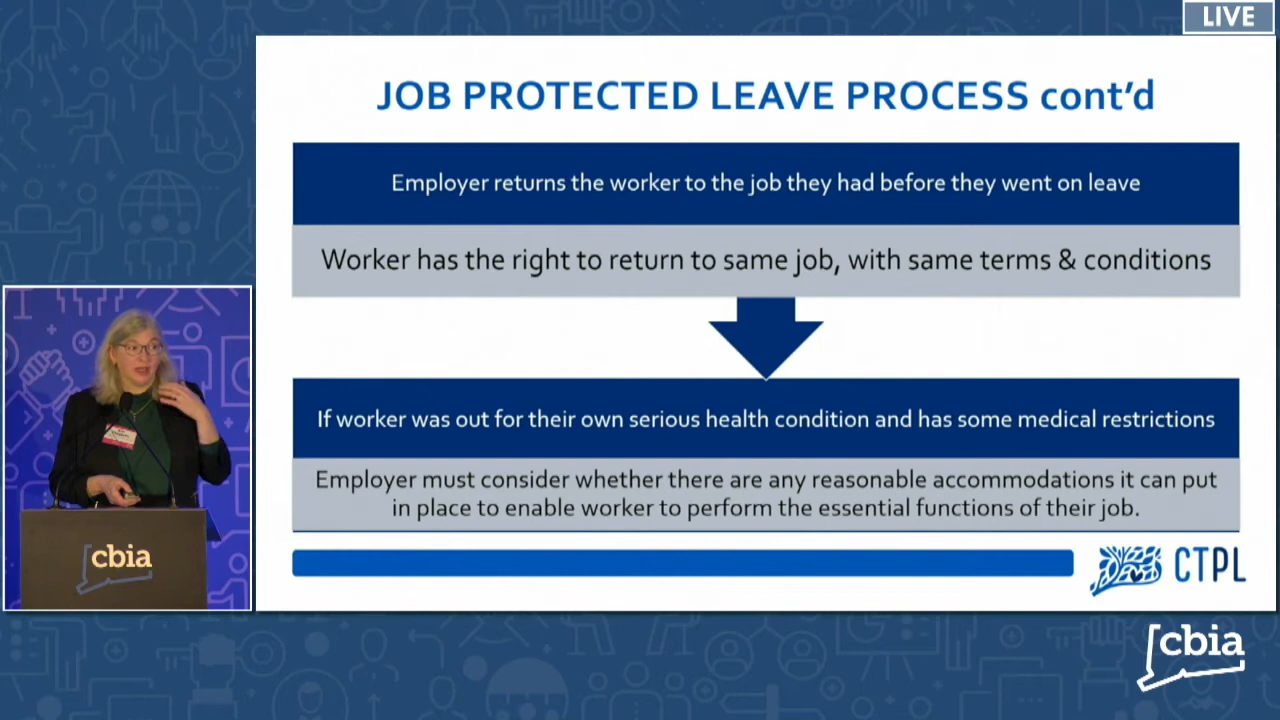 LIVE
JOB PROTECTED LEAVE PROCESS cont'd
Employer returns the worker to the job they had before they went on leave
Worker has the right to return to same job, with same terms & conditions
If worker was out for their own serious health condition and has some medical restrictions
Employer must consider whether there are any reasonable accommodations it can put
in place to enable worker to perform the essential functions of their job.
CTPL
cbia
cbia